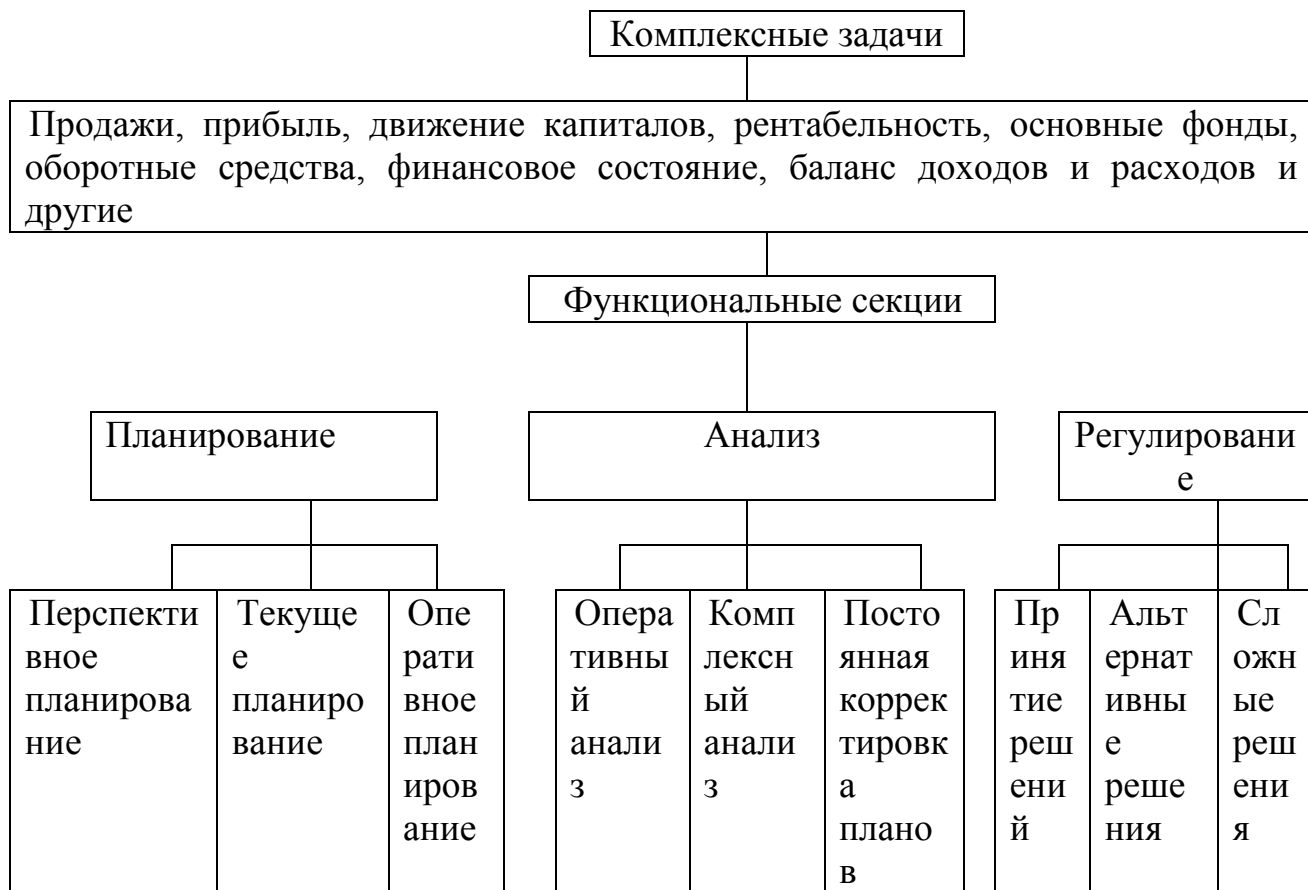 Комплексные задачи
Продажи, прибыль, движение капиталов, рентабельность, основные фонды,
оборотные средства, финансовое состояние, баланс доходов и расходов и
другие
Функциональные секции
Планирование
Анализ
Регулировани
е
Перспекти
вное
планирова
ние
Текуще
е
планиро
вание
Опе
рати
вное
план
иров
ание
Опера
тивны
й
анали
з
Комп
лексн
ый
анали
з
Посто
янная
коррек
тировк
а
плано
в
Пр
иня
тие
реш
ени
й
Альт
ернат
ивны
е
реше
ния
Сл
ожн
ые
реш
ени
я